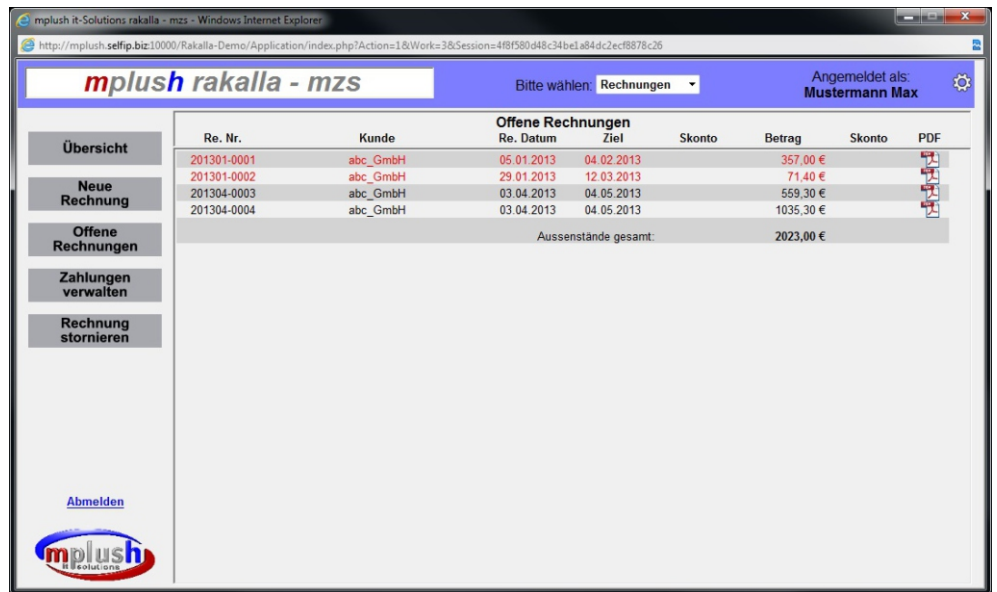 mplush it-Solutions rakalla - mzs - Windows Internet Explorer
http://mplush.selfip.biz:10000/Rakalla-Demo/Application/index.php?Action=1&Work=3&Session=4f8f580d48c34be1a84dc2ecf8878c26
mplush rakalla - mzs
Bitte wählen: Rechnungen
Angemeldet als:
Mustermann Max
Übersicht
Neue
Rechnung
Offene
Rechnungen
Zahlungen
verwalten
Rechnung
stornieren
Abmelden
mplush
it solutions
Offene Rechnungen
Re. Nr. Kunde Re. Datum Ziel Skonto Betrag Skonto PDF
201301-0001 abc_GmbH 05.01.2013 04.02.2013 357,00 €
201301-0002 abc_GmbH 29.01.2013 12.03.2013 71,40 €
201304-0003 abc_GmbH 03.04.2013 04.05.2013 559,30 €
201304-0004 abc_GmbH 03.04.2013 04.05.2013 1035,30 €
Aussenstände gesamt: 2023,00 €